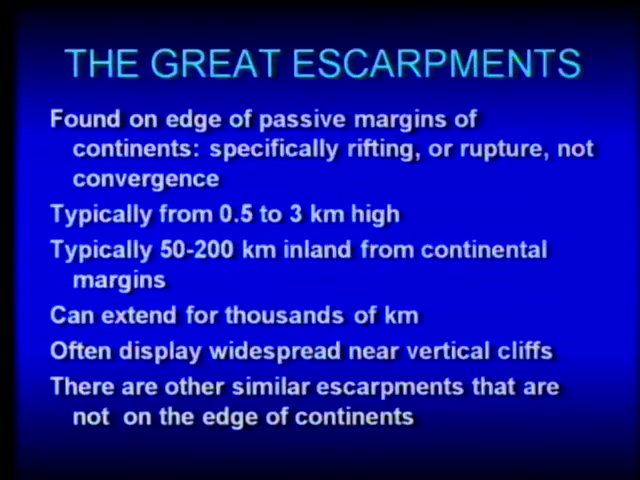 THE GREAT ESCARPMENTS
Found on edge of passive margins of
continents: specifically rifting, or rupture, not
convergence
Typically from 0.5 to 3 km high
Typically 50-200 km inland from continental
margins
Can extend for thousands of km
Often display widespread near vertical cliffs
There are other similar escarpments that are
not on the edge of continents